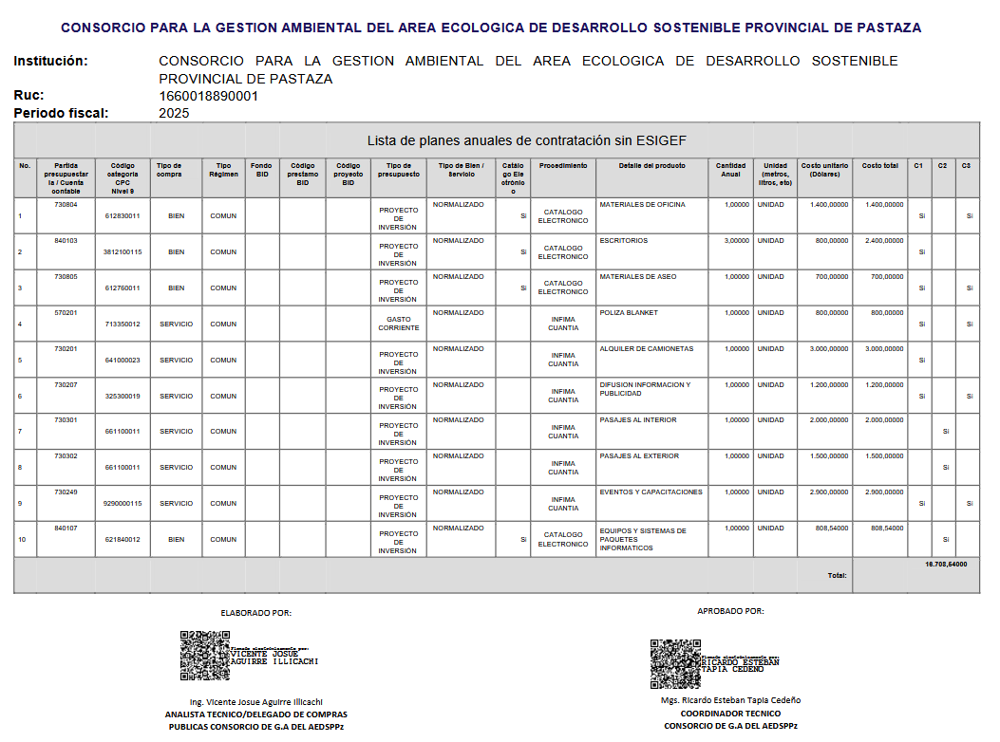 CONSORCIO PARA LA GESTION AMBIENTAL DEL AREA ECOLOGICA DE DESARROLLO SOSTENIBLE PROVINCIAL DE PASTAZA
Institución: CONSORCIO PARA LA GESTION AMBIENTAL DEL AREA ECOLOGICA DE DESARROLLO SOSTENIBLE
PROVINCIAL DE PASTAZA
Ruc: 1660018890001
Periodo fiscal: 2025
Lista de planes anuales de contratación sin ESIGEF
No. Partida presupuestaria / Cuenta contable Código categoria CPC Nivel 9 Tipo de compra Tipo Régimen Fondo BID Código prestamo BID Código proyecto BID Tipo de presupuesto Tipo de Bien / Servicio Catálogo Electrónico Procedimiento Detalle del producto Cantidad Anual Unidad (metros, litros, etc) Costo unitario (Dólares) Costo total C1 C2 C3
1 730804 612830011 BIEN COMUN PROYECTO DE INVERSIÓN NORMALIZADO Si CATALOGO ELECTRONICO MATERIALES DE OFICINA 1,00000 UNIDAD 1.400,00000 1.400,00000 Si Si
2 840103 3812100115 BIEN COMUN PROYECTO DE INVERSIÓN NORMALIZADO Si CATALOGO ELECTRONICO ESCRITORIOS 3,00000 UNIDAD 800,00000 2.400,00000 Si
3 730805 612760011 BIEN COMUN PROYECTO DE INVERSIÓN NORMALIZADO Si CATALOGO ELECTRONICO MATERIALES DE ASEO 1,00000 UNIDAD 700,00000 700,00000 Si Si
4 570201 713350012 SERVICIO COMUN GASTO CORRIENTE NORMALIZADO INFIMA CUANTIA POLIZA BLANKET 1,00000 UNIDAD 800,00000 800,00000 Si Si
5 730201 641000023 SERVICIO COMUN PROYECTO DE INVERSIÓN NORMALIZADO INFIMA CUANTIA ALQUILER DE CAMIONETAS 1,00000 UNIDAD 3.000,00000 3.000,00000 Si
6 730207 325300019 SERVICIO COMUN PROYECTO DE INVERSIÓN NORMALIZADO INFIMA CUANTIA DIFUSION INFORMACION Y PUBLICIDAD 1,00000 UNIDAD 1.200,00000 1.200,00000 Si Si
7 730301 661100011 SERVICIO COMUN PROYECTO DE INVERSIÓN NORMALIZADO INFIMA CUANTIA PASAJES AL INTERIOR 1,00000 UNIDAD 2.000,00000 2.000,00000 Si
8 730302 661100011 SERVICIO COMUN PROYECTO DE INVERSIÓN NORMALIZADO INFIMA CUANTIA PASAJES AL EXTERIOR 1,00000 UNIDAD 1.500,00000 1.500,00000 Si
9 730249 9290000115 SERVICIO COMUN PROYECTO DE INVERSIÓN NORMALIZADO INFIMA CUANTIA EVENTOS Y CAPACITACIONES 1,00000 UNIDAD 2.900,00000 2.900,00000 Si Si
10 840107 621840012 BIEN COMUN PROYECTO DE INVERSIÓN NORMALIZADO Si CATALOGO ELECTRONICO EQUIPOS Y SISTEMAS DE PAQUETES INFORMATICOS 1,00000 UNIDAD 808,54000 808,54000 Si
Total: 16.708,54000
ELABORADO POR:
Firmado electrónicamente por:
VICENTE JOSUE
AGUIRRE ILLICACHI
Ing. Vicente Josue Aguirre Illicachi
ANALISTA TECNICO/DELEGADO DE COMPRAS
PUBLICAS CONSORCIO DE G.A DEL AEDSPPz
APROBADO POR:
Firmado electrónicamente por:
RICARDO ESTEBAN
TAPIA CEDENO
Mgs. Ricardo Esteban Tapia Cedeño
COORDINADOR TECNICO
CONSORCIO DE G.A DEL AEDSPPz